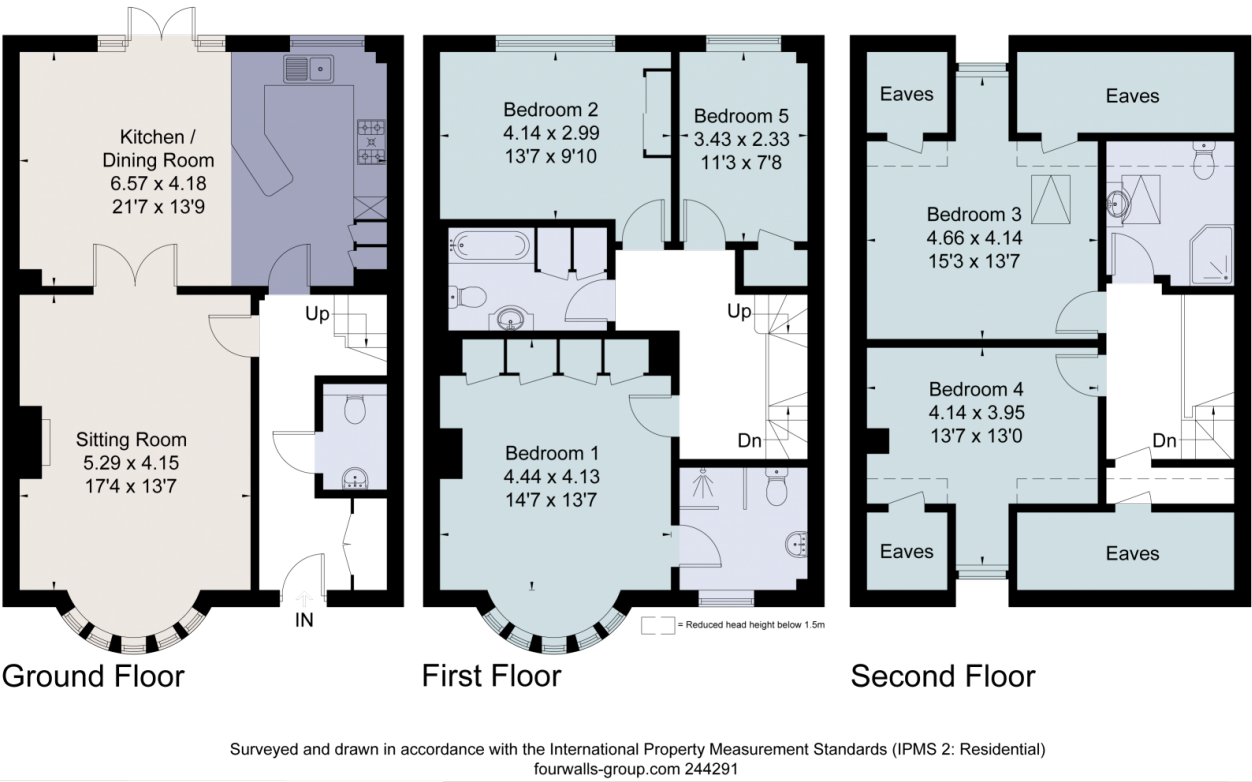 Kitchen /
Dining Room
6.57 x 4.18
21'7 x 13'9
Up
Sitting Room
5.29 x 4.15
17'4 x 13'7
IN
Ground Floor
Bedroom 2
4.14 x 2.99
13'7 x 9'10
Bedroom 5
3.43 x 2.33
11'3 x 7'8
Up
Dn
Bedroom 1
4.44 x 4.13
14'7 x 13'7
= Reduced head height below 1.5m
First Floor
Eaves
Eaves
Bedroom 3
4.66 x 4.14
15'3 x 13'7
Bedroom 4
4.14 x 3.95
13'7 x 13'0
Dn
Eaves
Eaves
Second Floor
Surveyed and drawn in accordance with the International Property Measurement Standards (IPMS 2: Residential)
fourwalls-group.com 244291